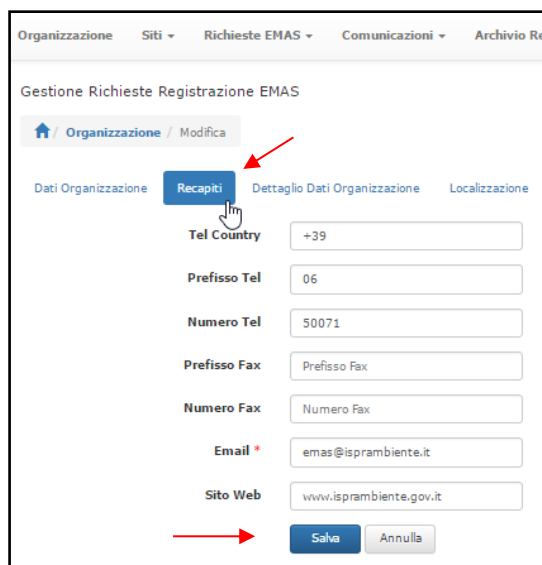 Organizzazione Siti Richieste EMAS Comunicazioni Archivio Re
Gestione Richieste Registrazione EMAS
/ Organizzazione / Modifica
Dati Organizzazione Recapiti Dettaglio Dati Organizzazione Localizzazione
Tel Country +39
Prefisso Tel 06
Numero Tel 50071
Prefisso Fax Prefisso Fax
Numero Fax Numero Fax
Email * emas@isprambiente.it
Sito Web www.isprambiente.gov.it
Salva Annulla